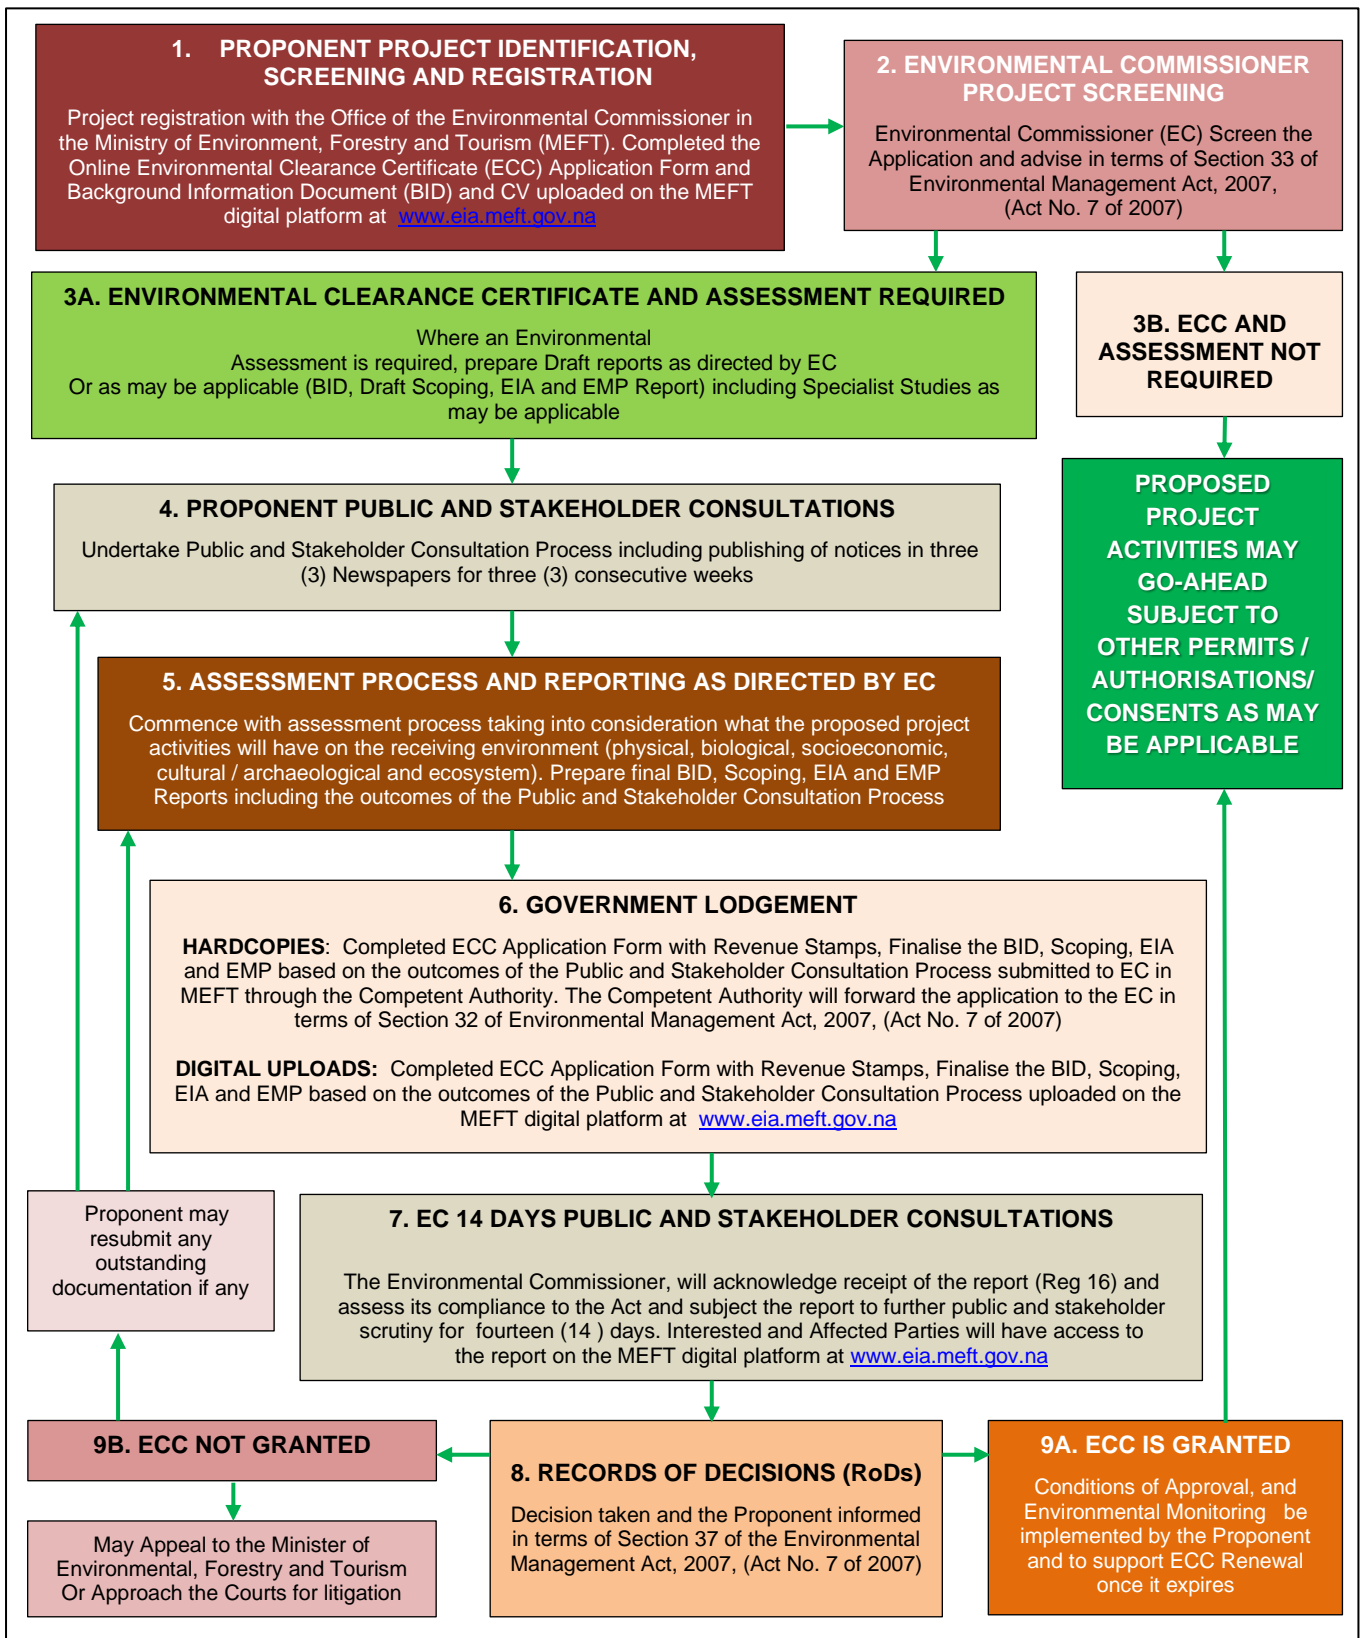 1. PROPONENT PROJECT IDENTIFICATION,
SCREENING AND REGISTRATION
Project registration with the Office of the Environmental Commissioner in
the Ministry of Environment, Forestry and Tourism (MEFT). Completed the
Online Environmental Clearance Certificate (ECC) Application Form and
Background Information Document (BID) and CV uploaded on the MEFT
digital platform at www.eia.meft.gov.na
2. ENVIRONMENTAL COMMISSIONER
PROJECT SCREENING
Environmental Commissioner (EC) Screen the
Application and advise in terms of Section 33 of
Environmental Management Act, 2007,
(Act No. 7 of 2007)
3A. ENVIRONMENTAL CLEARANCE CERTIFICATE AND ASSESSMENT REQUIRED
Where an Environmental
Assessment is required, prepare Draft reports as directed by EC
Or as may be applicable (BID, Draft Scoping, EIA and EMP Report) including Specialist Studies as
may be applicable
3B. ECC AND
ASSESSMENT NOT
REQUIRED
4. PROPONENT PUBLIC AND STAKEHOLDER CONSULTATIONS
Undertake Public and Stakeholder Consultation Process including publishing of notices in three
(3) Newspapers for three (3) consecutive weeks
PROPOSED
PROJECT
ACTIVITIES MAY
GO-AHEAD
SUBJECT TO
OTHER PERMITS /
AUTHORISATIONS/
CONSENTS AS MAY
BE APPLICABLE
5. ASSESSMENT PROCESS AND REPORTING AS DIRECTED BY EC
Commence with assessment process taking into consideration what the proposed project
activities will have on the receiving environment (physical, biological, socioeconomic,
cultural / archaeological and ecosystem). Prepare final BID, Scoping, EIA and EMP
Reports including the outcomes of the Public and Stakeholder Consultation Process
6. GOVERNMENT LODGEMENT
HARDCOPIES: Completed ECC Application Form with Revenue Stamps, Finalise the BID, Scoping, EIA
and EMP based on the outcomes of the Public and Stakeholder Consultation Process submitted to EC in
MEFT through the Competent Authority. The Competent Authority will forward the application to the EC in
terms of Section 32 of Environmental Management Act, 2007, (Act No. 7 of 2007)
DIGITAL UPLOADS: Completed ECC Application Form with Revenue Stamps, Finalise the BID, Scoping,
EIA and EMP based on the outcomes of the Public and Stakeholder Consultation Process uploaded on the
MEFT digital platform at www.eia.meft.gov.na
Proponent may
resubmit any
outstanding
documentation if any
7. EC 14 DAYS PUBLIC AND STAKEHOLDER CONSULTATIONS
The Environmental Commissioner, will acknowledge receipt of the report (Reg 16) and
assess its compliance to the Act and subject the report to further public and stakeholder
scrutiny for fourteen (14 ) days. Interested and Affected Parties will have access to
the report on the MEFT digital platform at www.eia.meft.gov.na
9B. ECC NOT GRANTED
May Appeal to the Minister of
Environmental, Forestry and Tourism
Or Approach the Courts for litigation
8. RECORDS OF DECISIONS (RoDs)
Decision taken and the Proponent informed
in terms of Section 37 of the Environmental
Management Act, 2007, (Act No. 7 of 2007)
9A. ECC IS GRANTED
Conditions of Approval, and
Environmental Monitoring be
implemented by the Proponent
and to support ECC Renewal
once it expires